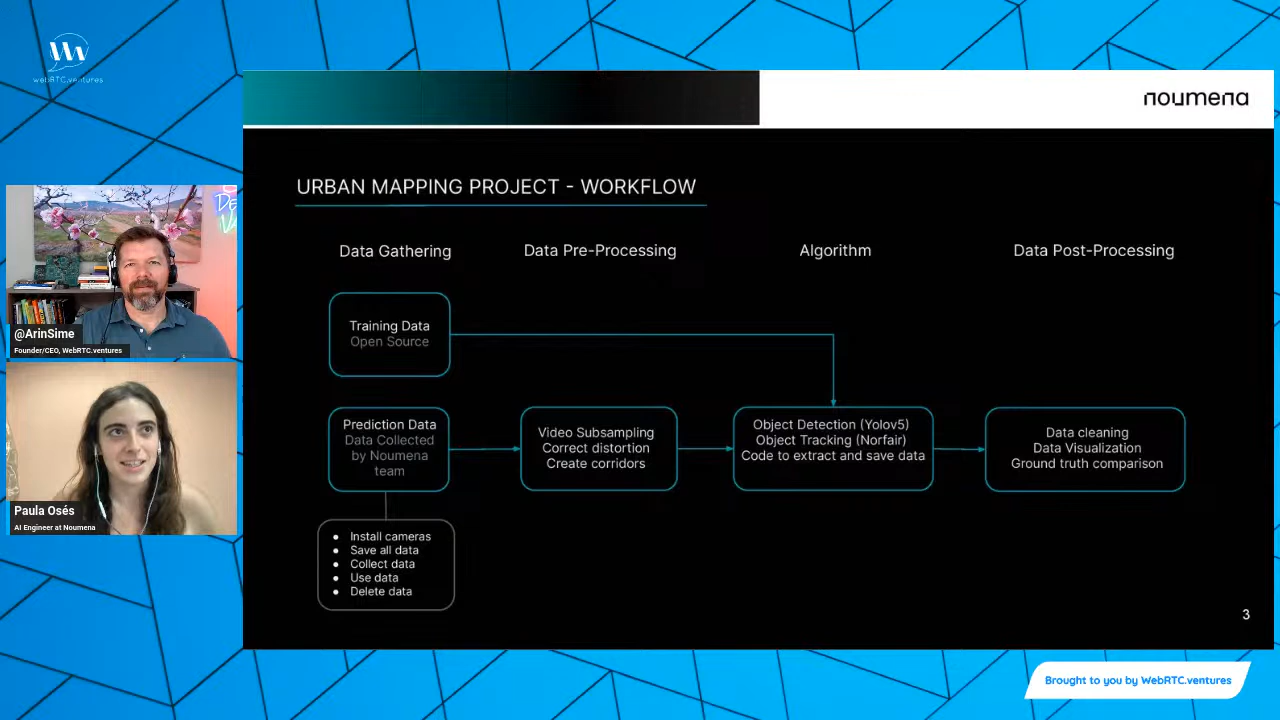 webRTC.ventures
noumena
URBAN MAPPING PROJECT - WORKFLOW
Data Gathering
Data Pre-Processing
Algorithm
Data Post-Processing
Training Data
Open Source
Prediction Data
Data Collected
by Noumena
team
Video Subsampling
Correct distortion
Create corridors
Object Detection (Yolov5)
Object Tracking (Norfair)
Code to extract and save data
Data cleaning
Data Visualization
Ground truth comparison
● Install cameras
● Save all data
● Collect data
● Use data
● Delete data
3
@ArinSime
Founder/CEO, WebRTC.ventures
Paula Osés
AI Engineer at Noumena
Brought to you by WebRTC.ventures